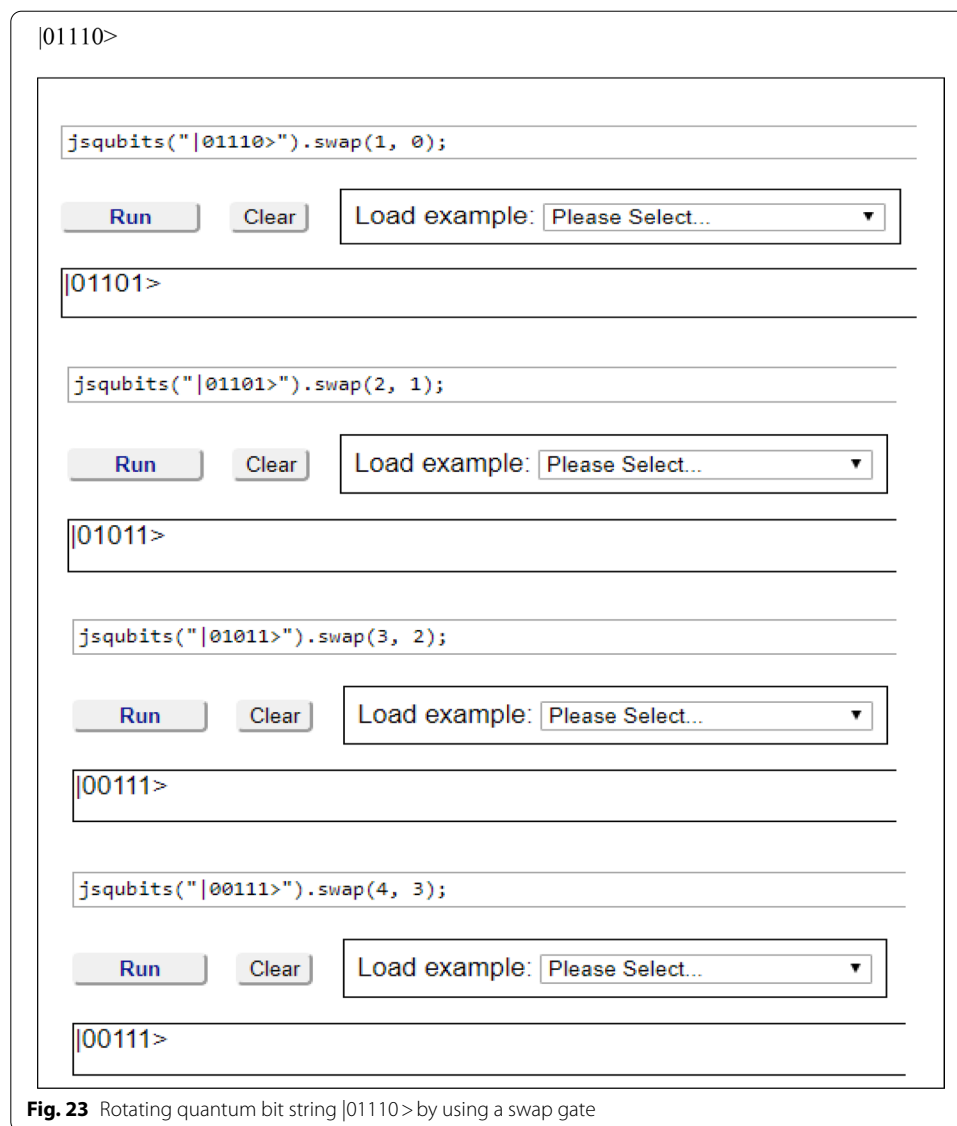 |01110>
jsqubits("|01110>").swap(1, 0);
Run Clear Load example: Please Select...
|01101>
jsqubits("|01101>").swap(2, 1);
Run Clear Load example: Please Select...
|01011>
jsqubits("|01011>").swap(3, 2);
Run Clear Load example: Please Select...
|00111>
jsqubits("|00111>").swap(4, 3);
Run Clear Load example: Please Select...
|00111>
Fig. 23 Rotating quantum bit string |01110> by using a swap gate